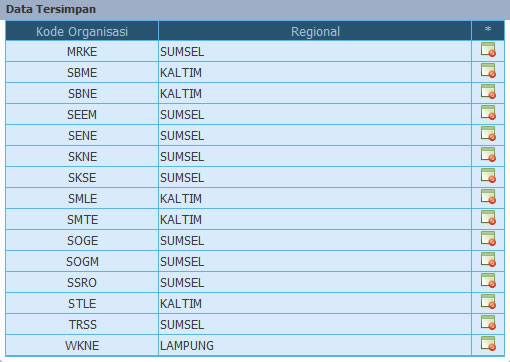 Data Tersimpan
Kode Organisasi Regional *
MRKE SUMSEL
SBME KALTIM
SBNE KALTIM
SEEM SUMSEL
SENE SUMSEL
SKNE SUMSEL
SKSE SUMSEL
SMLE KALTIM
SMTE KALTIM
SOGE SUMSEL
SOGM SUMSEL
SSRO SUMSEL
STLE KALTIM
TRSS SUMSEL
WKNE LAMPUNG